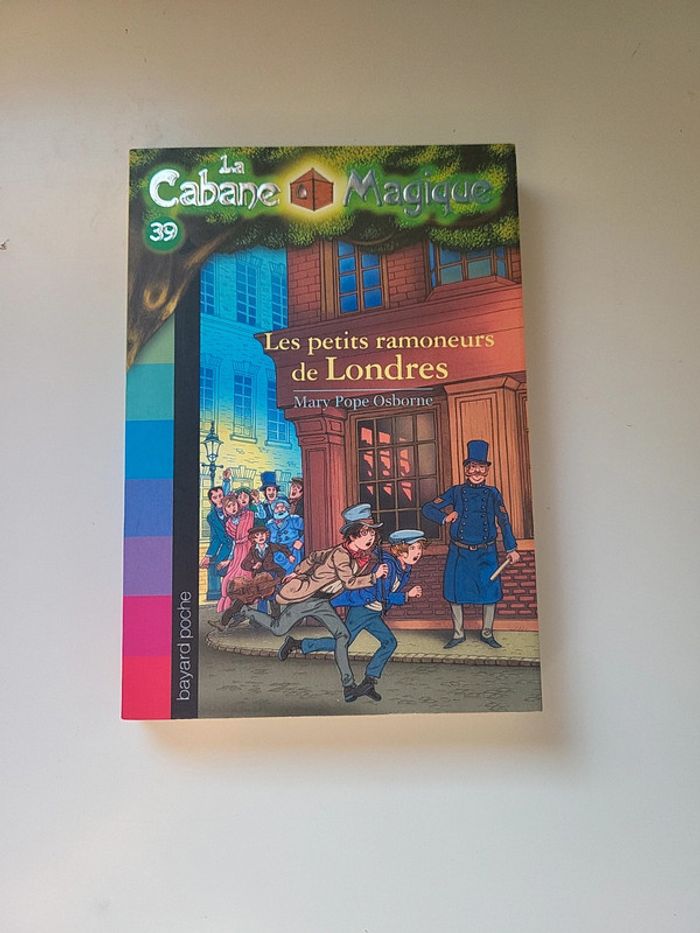 La
Cabane Magique
39
Les petits ramoneurs
de Londres
Mary Pope Osborne
bayard poche